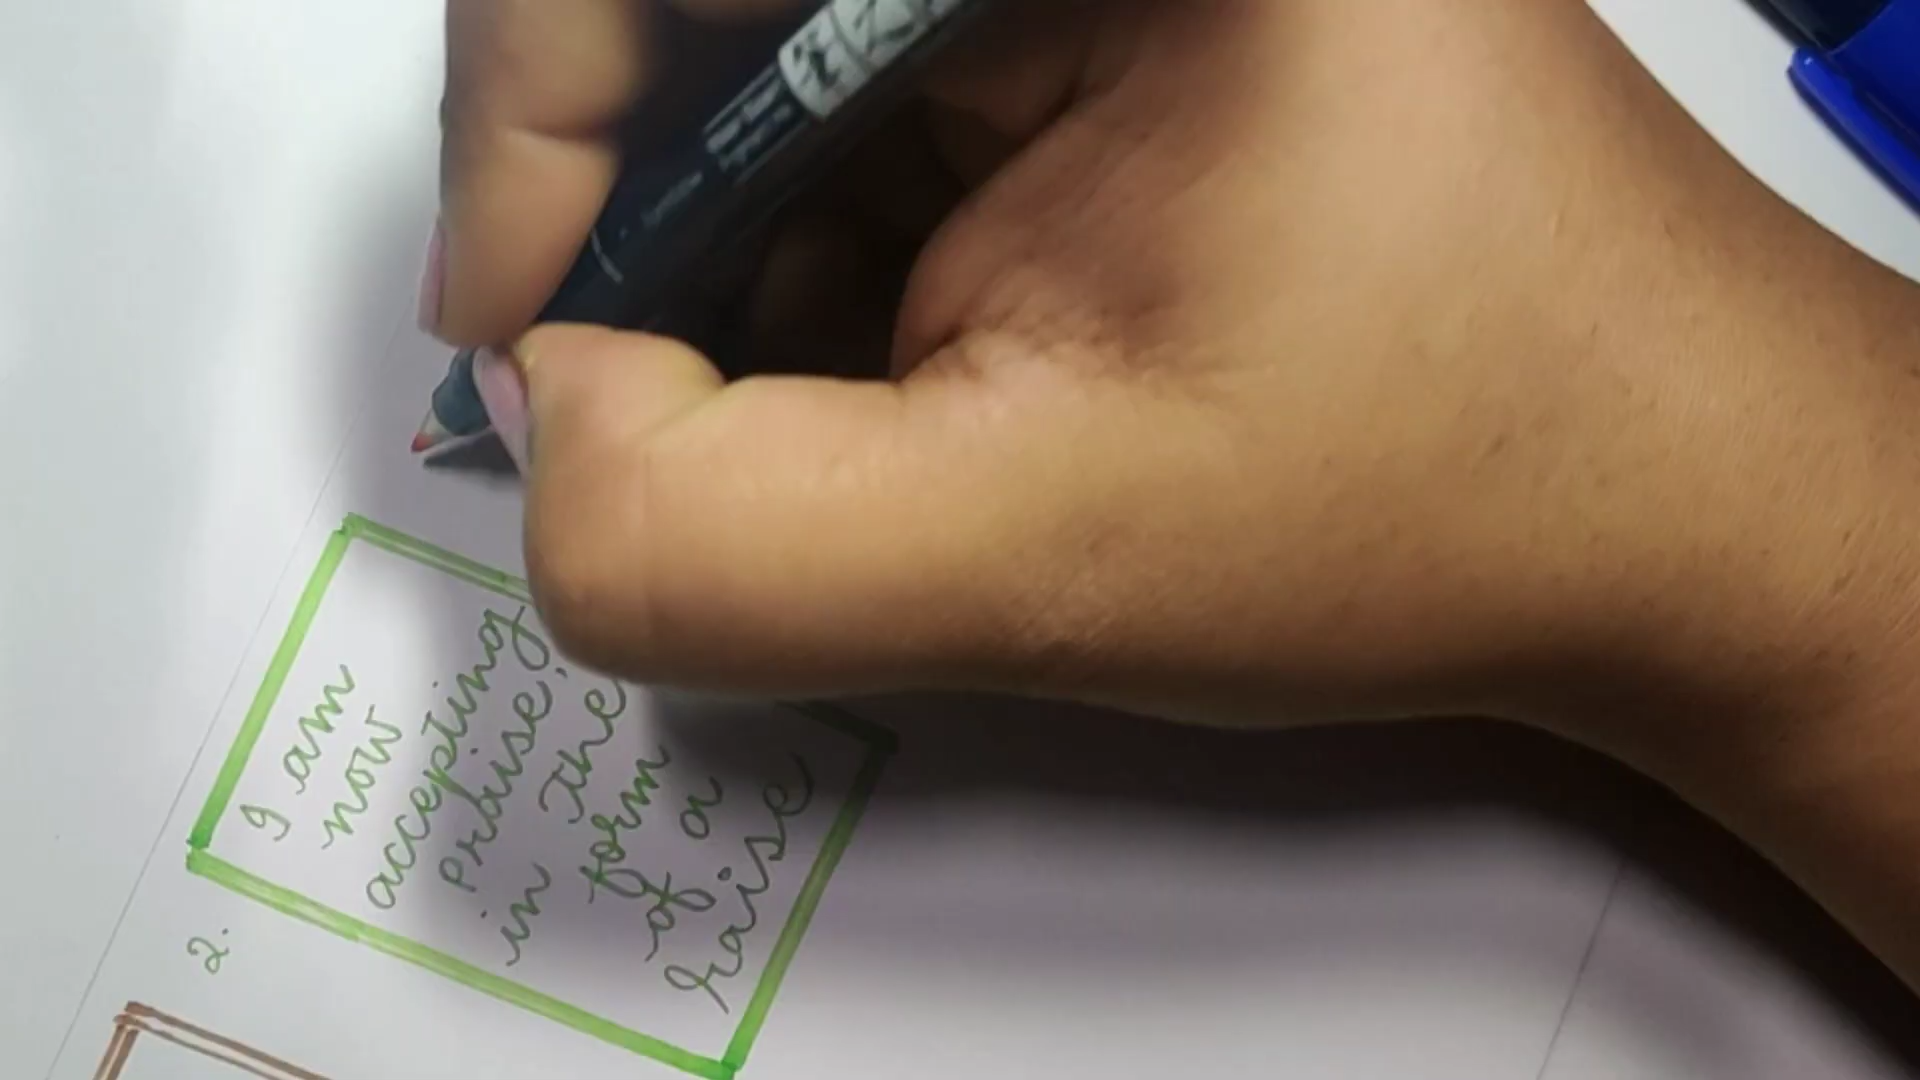 2.
I am
now
accepting
praise,
in the
form
of a
raise